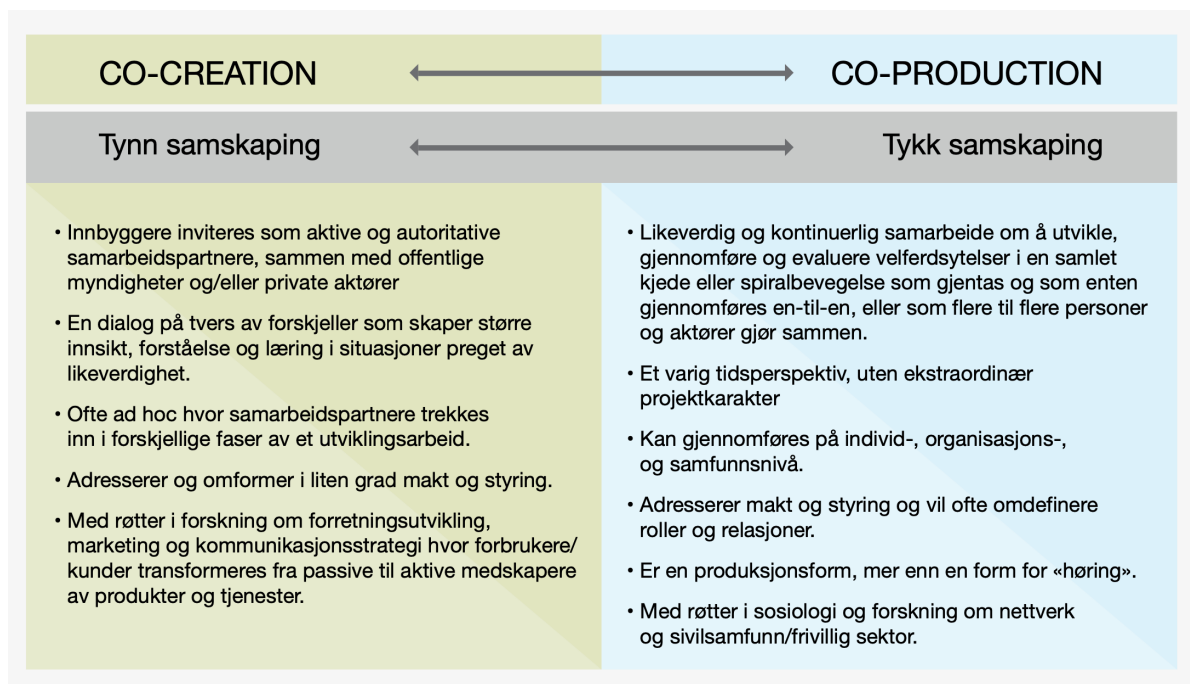 CO-CREATION
CO-PRODUCTION
Tynn samskaping
Tykk samskaping
• Innbyggere inviteres som aktive og autoritative
samarbeidspartnere, sammen med offentlige
myndigheter og/eller private aktører
• En dialog på tvers av forskjeller som skaper større
innsikt, forståelse og læring i situasjoner preget av
likeverdighet.
• Ofte ad hoc hvor samarbeidspartnere trekkes
inn i forskjellige faser av et utviklingsarbeid.
• Adresserer og omformer i liten grad makt og styring.
• Med røtter i forskning om forretningsutvikling,
marketing og kommunikasjonsstrategi hvor forbrukere/
kunder transformeres fra passive til aktive medskapere
av produkter og tjenester.
• Likeverdig og kontinuerlig samarbeide om å utvikle,
gjennomføre og evaluere velferdsytelser i en samlet
kjede eller spiralbevegelse som gjentas og som enten
gjennomføres en-til-en, eller som flere til flere personer
og aktører gjør sammen.
• Et varig tidsperspektiv, uten ekstraordinær
projektkarakter
• Kan gjennomføres på individ-, organisasjons-,
og samfunnsnivå.
• Adresserer makt og styring og vil ofte omdefinere
roller og relasjoner.
• Er en produksjonsform, mer enn en form for «høring».
• Med røtter i sosiologi og forskning om nettverk
og sivilsamfunn/frivillig sektor.